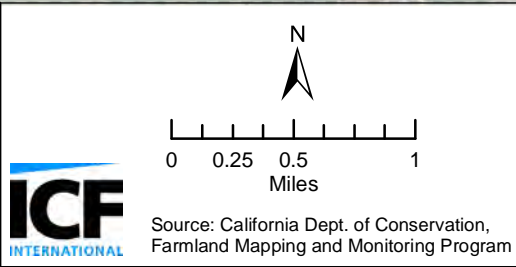 N
0 0.25 0.5 1
Miles
ICF
INTERNATIONAL
Source: California Dept. of Conservation,
Farmland Mapping and Monitoring Program